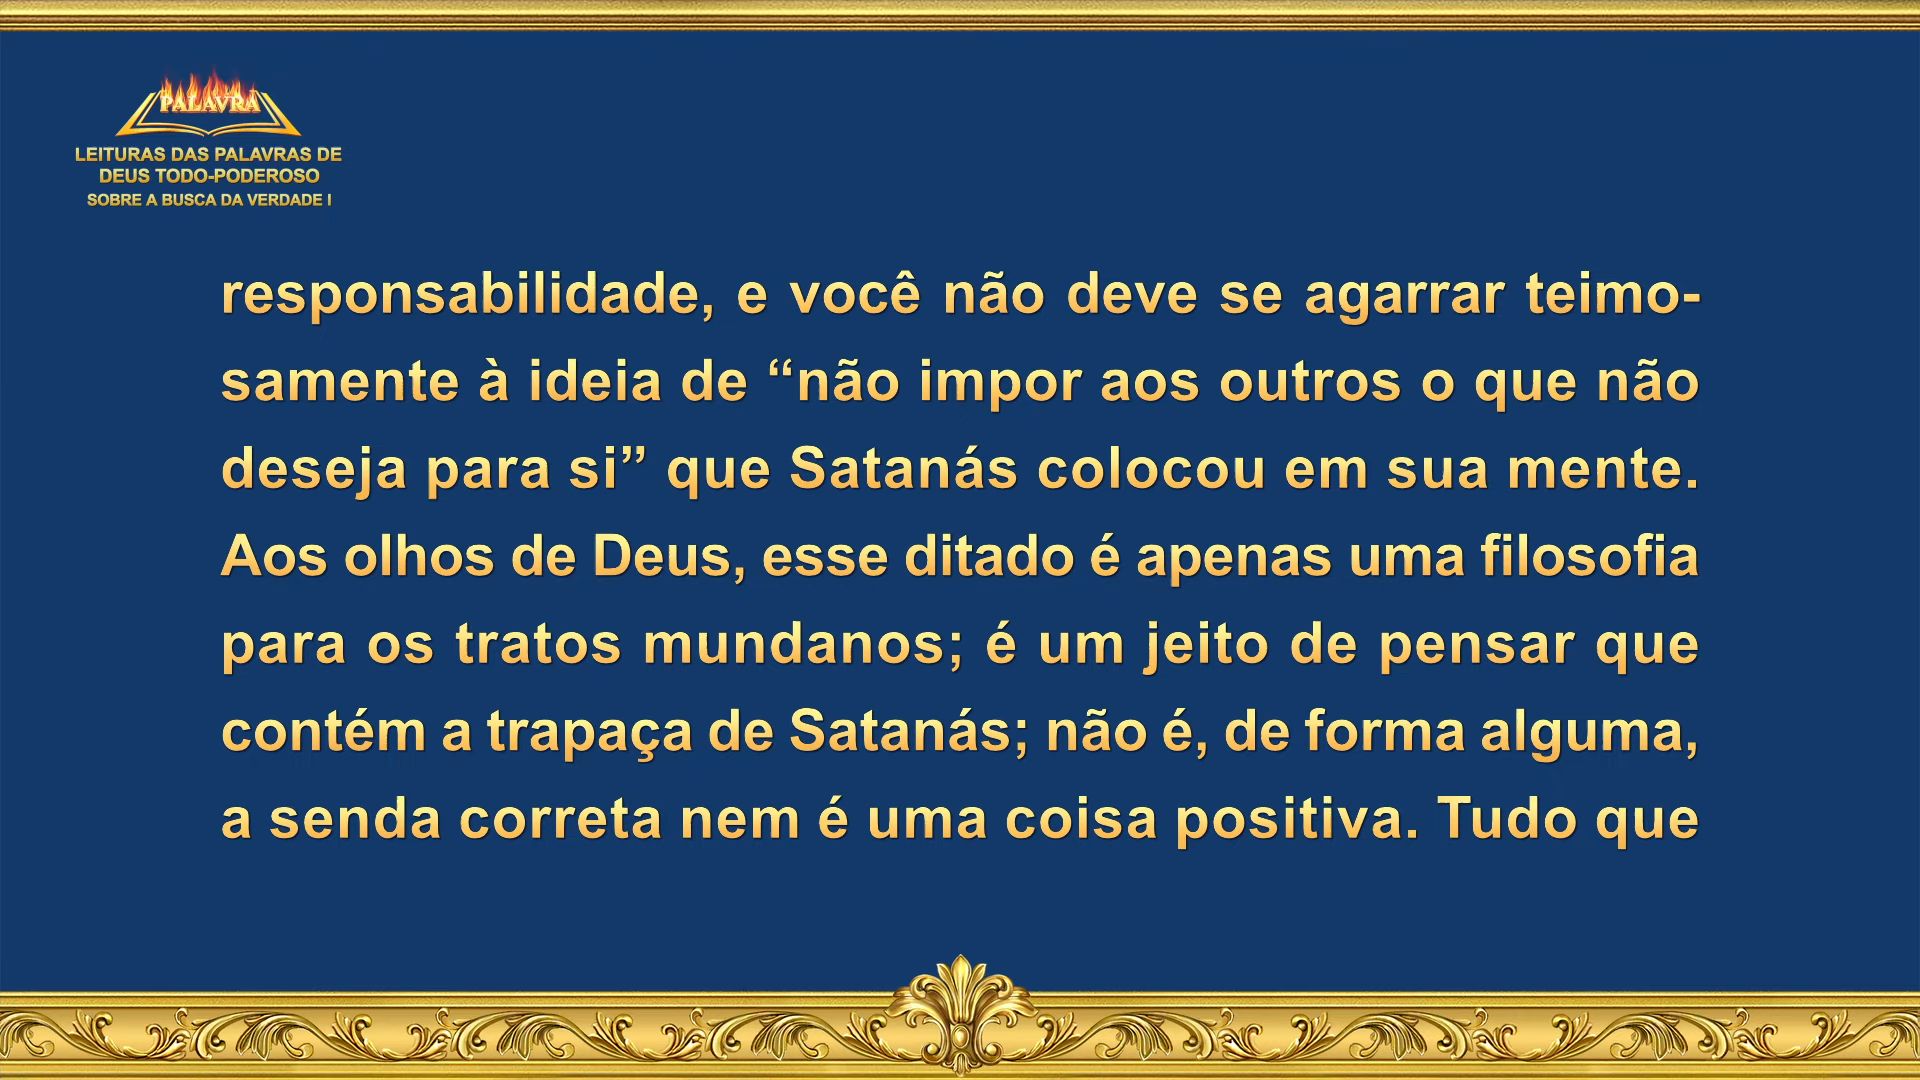 PALAVRA
LEITURAS DAS PALAVRAS DE
DEUS TODO-PODEROSO
SOBRE A BUSCA DA VERDADE I
responsabilidade, e você não deve se agarrar teimo-
samente à ideia de “não impor aos outros o que não
deseja para si” que Satanás colocou em sua mente.
Aos olhos de Deus, esse ditado é apenas uma filosofia
para os tratos mundanos; é um jeito de pensar que
contém a trapaça de Satanás; não é, de forma alguma,
a senda correta nem é uma coisa positiva. Tudo que